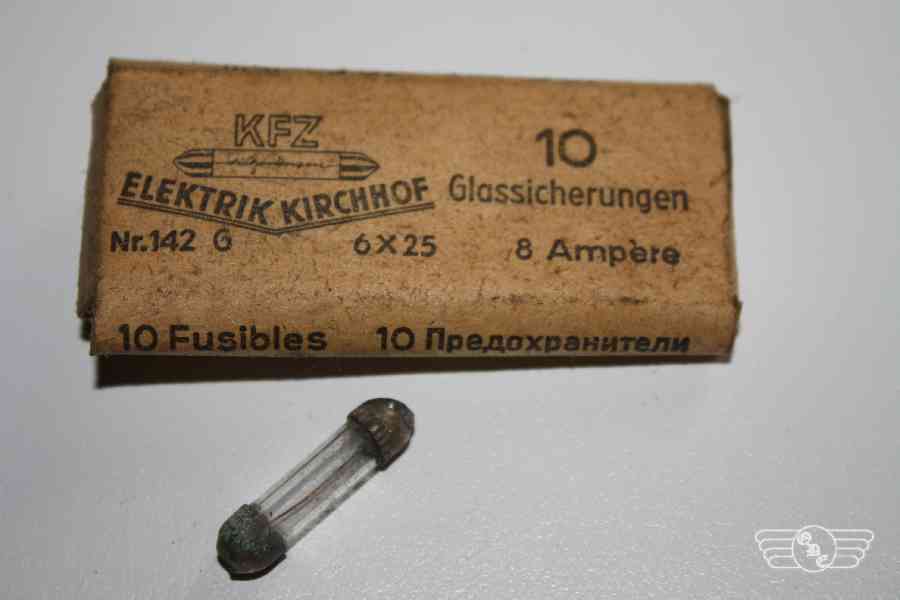 KFZ
ELEKTRIK KIRCHHOF
Nr.142 G 6X25
10
Glassicherungen
8 Ampère
10 Fusibles 10 Предохранители